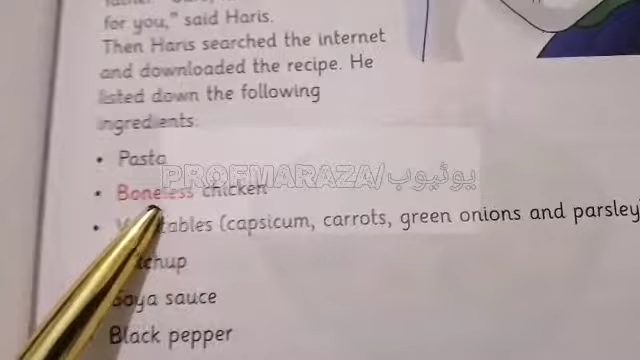 for you," said Haris.
Then Haris searched the internet
and downloaded the recipe. He
listed down the following
ingredients:
• Pasta
PROFMARAZA/يوٹیوب
• Boneless chicken
• Vegetables (capsicum, carrots, green onions and parsley
Ketchup
Soya sauce
Black pepper